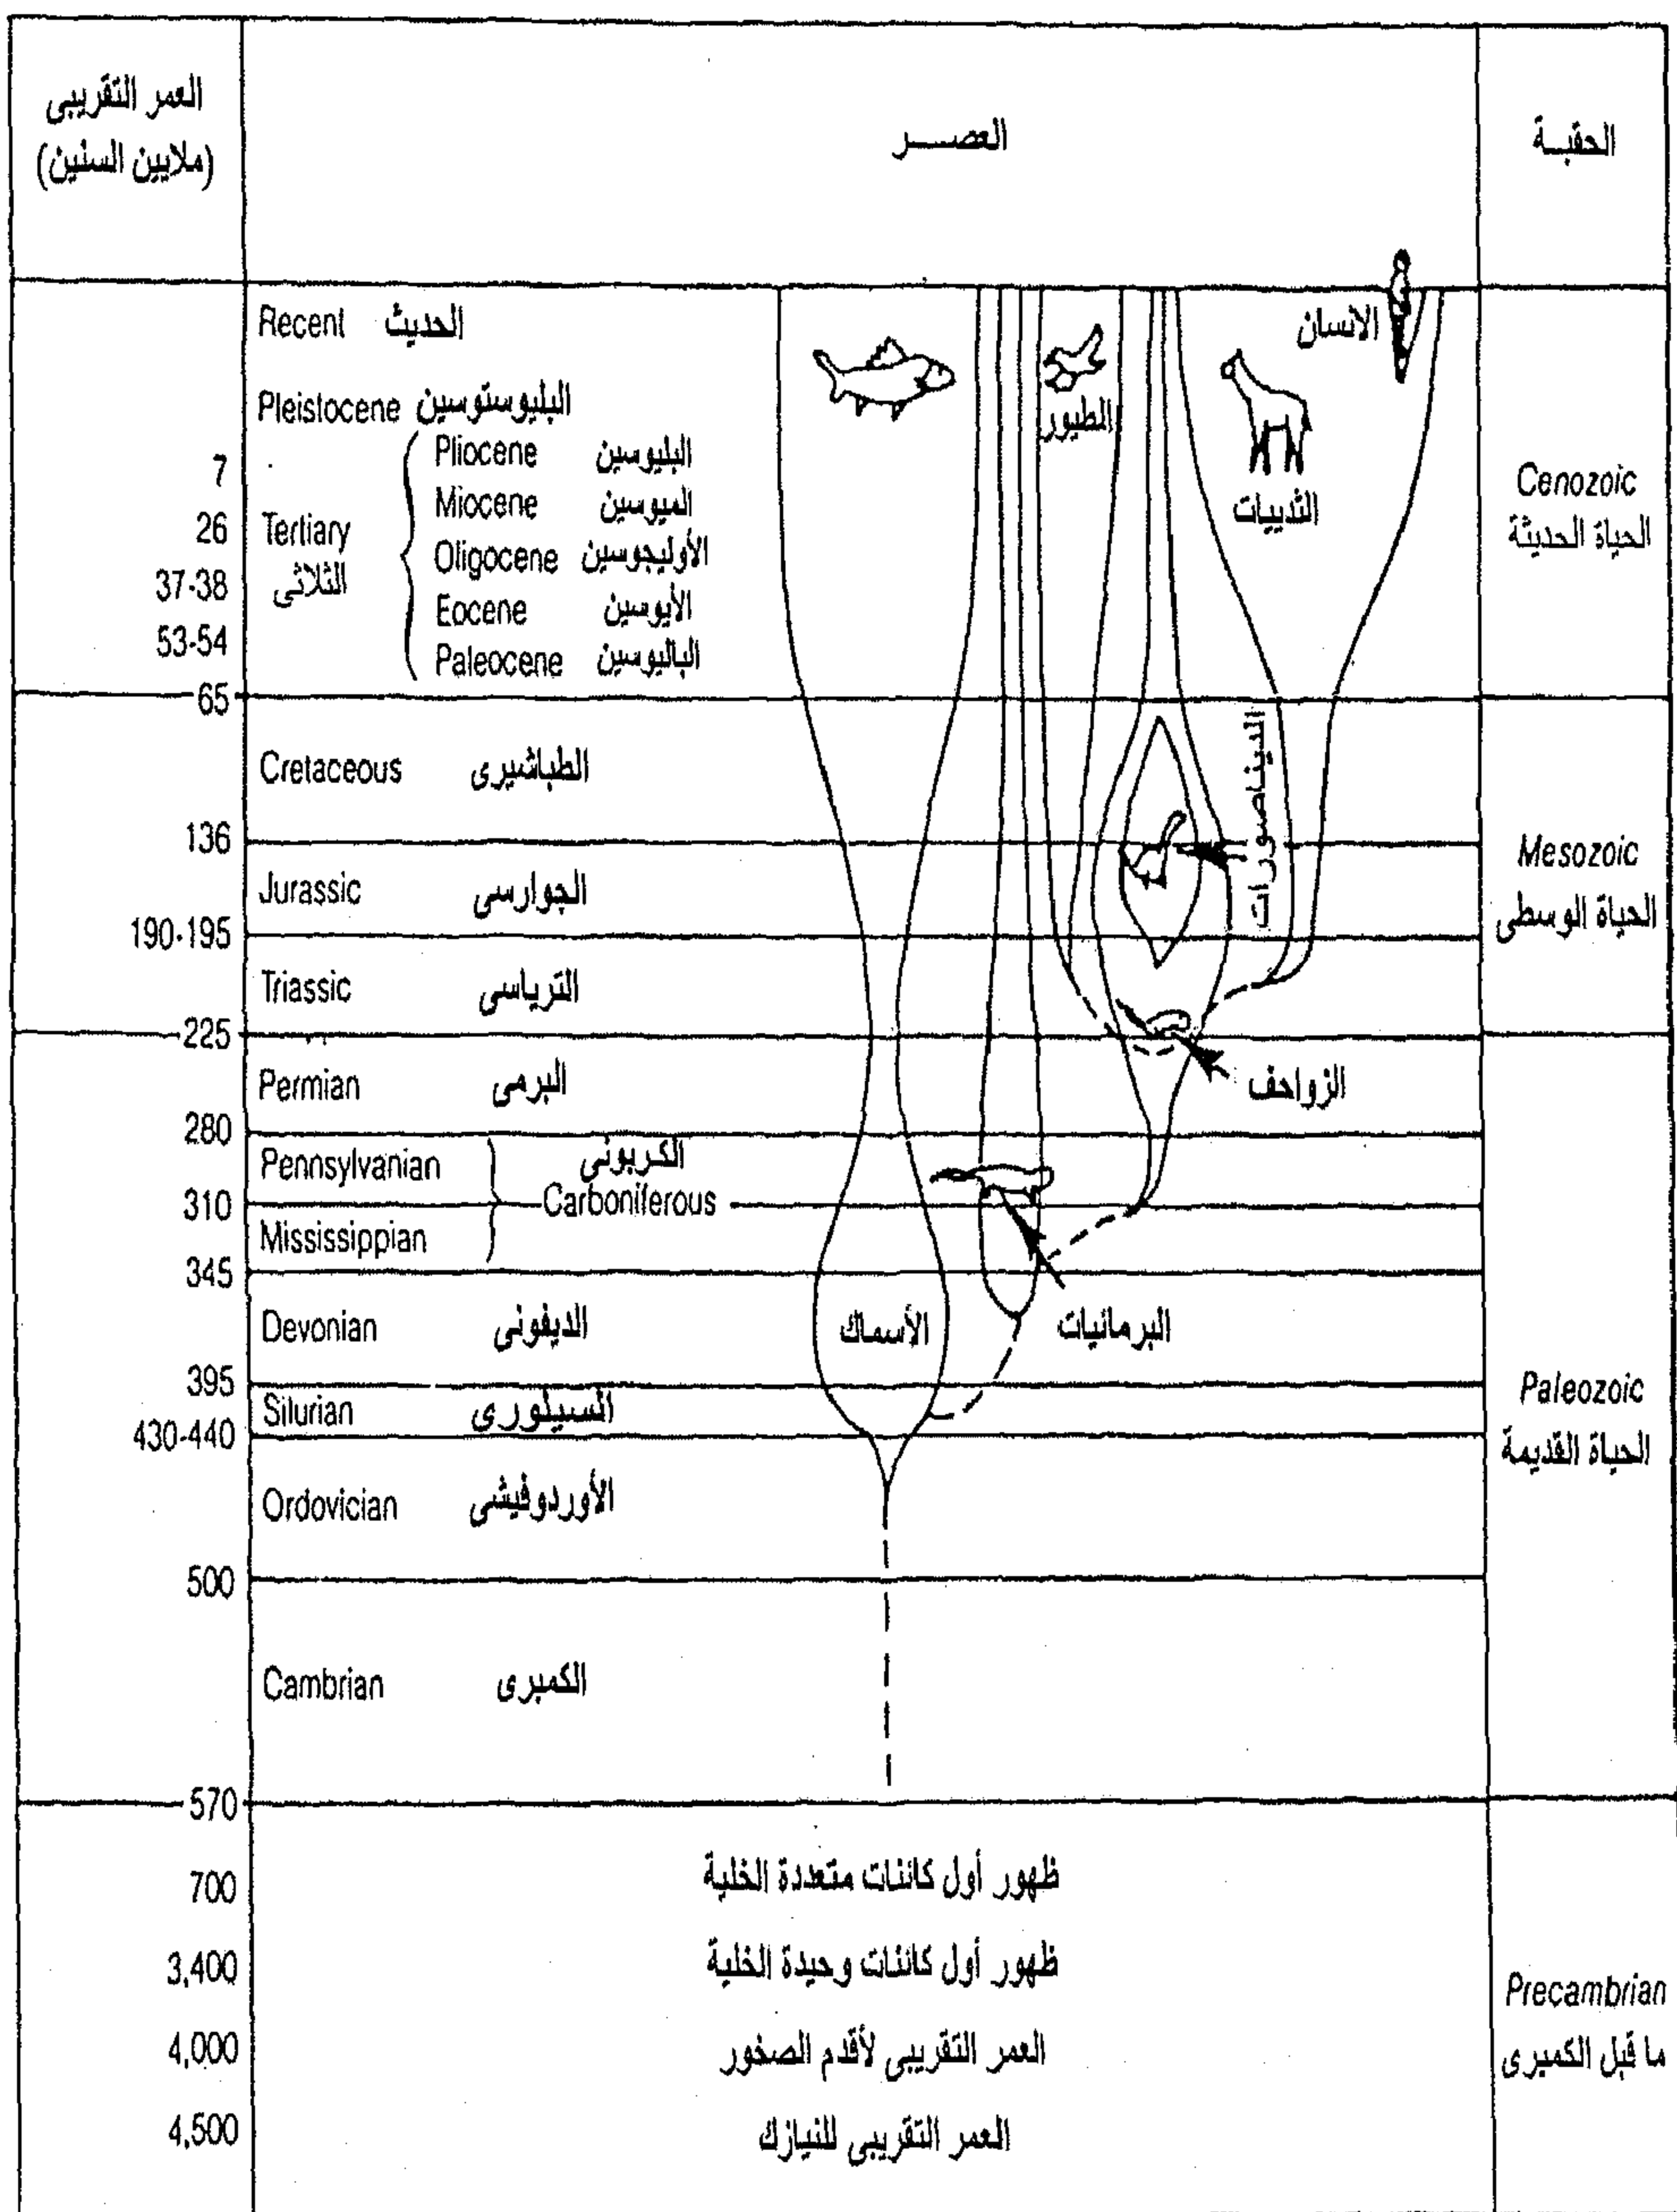 الحقبة العصر العمر التقريبى
(ملايين السنين)
Recent الحديث
الانسان
Pleistocene البليوستوسين
الطيور
الثدييات
Cenozoic
الحياة الحديثة
Tertiary
الثلاثى
Pliocene البليوسين
7
Miocene الميوسين
26
Oligocene الأوليجوسين
37-38
Eocene الأيوسين
53-54
Paleocene الباليوسين
65
Cretaceous الطباشيرى
الديناصورات
136
Mesozoic
الحياة الوسطى
Jurassic الجوارسى
190-195
Triassic الترياسى
225
Permian البرمى
الزواحف
280
Pennsylvanian
الكربونى
Carboniferous
310
Mississippian
345
Devonian الديفونى
الأسماك
البرمائيات
395
Paleozoic
الحياة القديمة
Silurian السيلورى
430-440
Ordovician الأوردوفيشى
500
Cambrian الكمبرى
570
ظهور أول كائنات متعددة الخلية 700
ظهور أول كائنات وحيدة الخلية 3,400
Precambrian
ما قبل الكمبرى
العمر التقريبى لأقدم الصخور 4,000
العمر التقريبى للنيازك 4,500